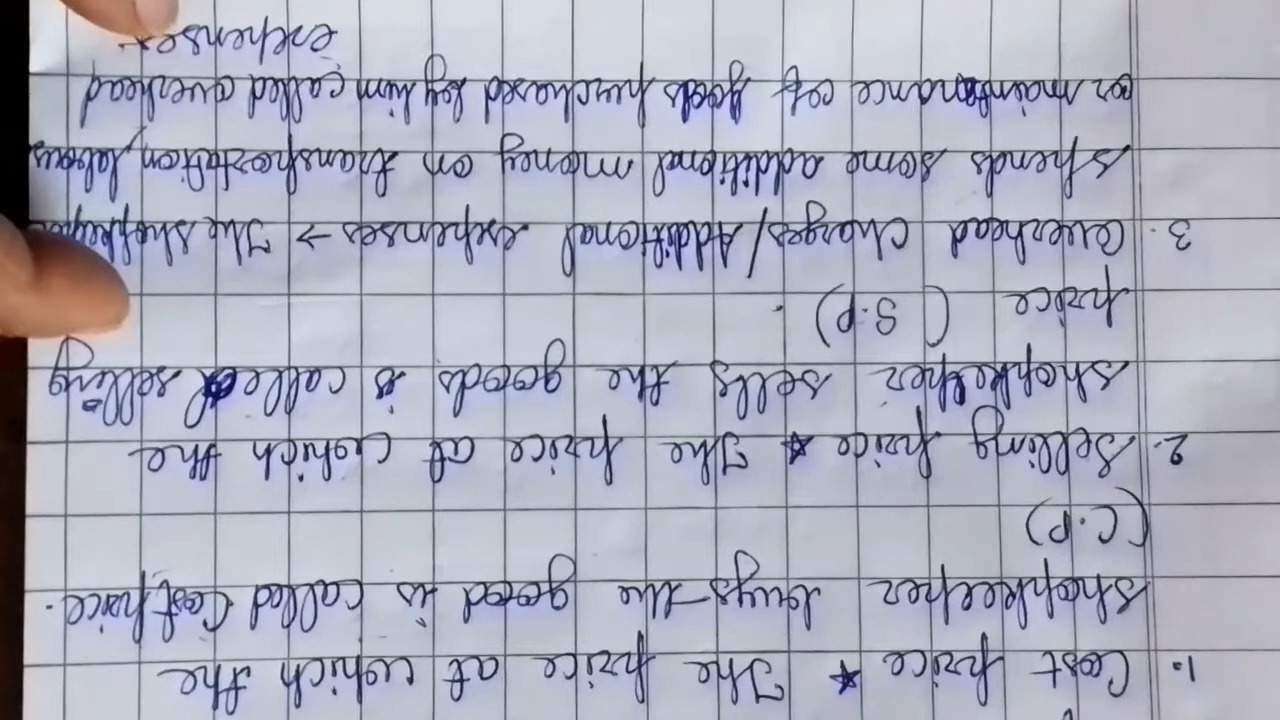 1. Cost price * The price at which the
shopkeeper buys the good is called Cost price.
(C.P)
2. Selling price * The price at which the
shopkeeper sells the goods is called selling
price (S.P)
3. Overhead Charges/Additional expenses → The shopkeeper
spends some additional money on transportation, labour
or maintenance of goods purchased by him called overhead
expenses